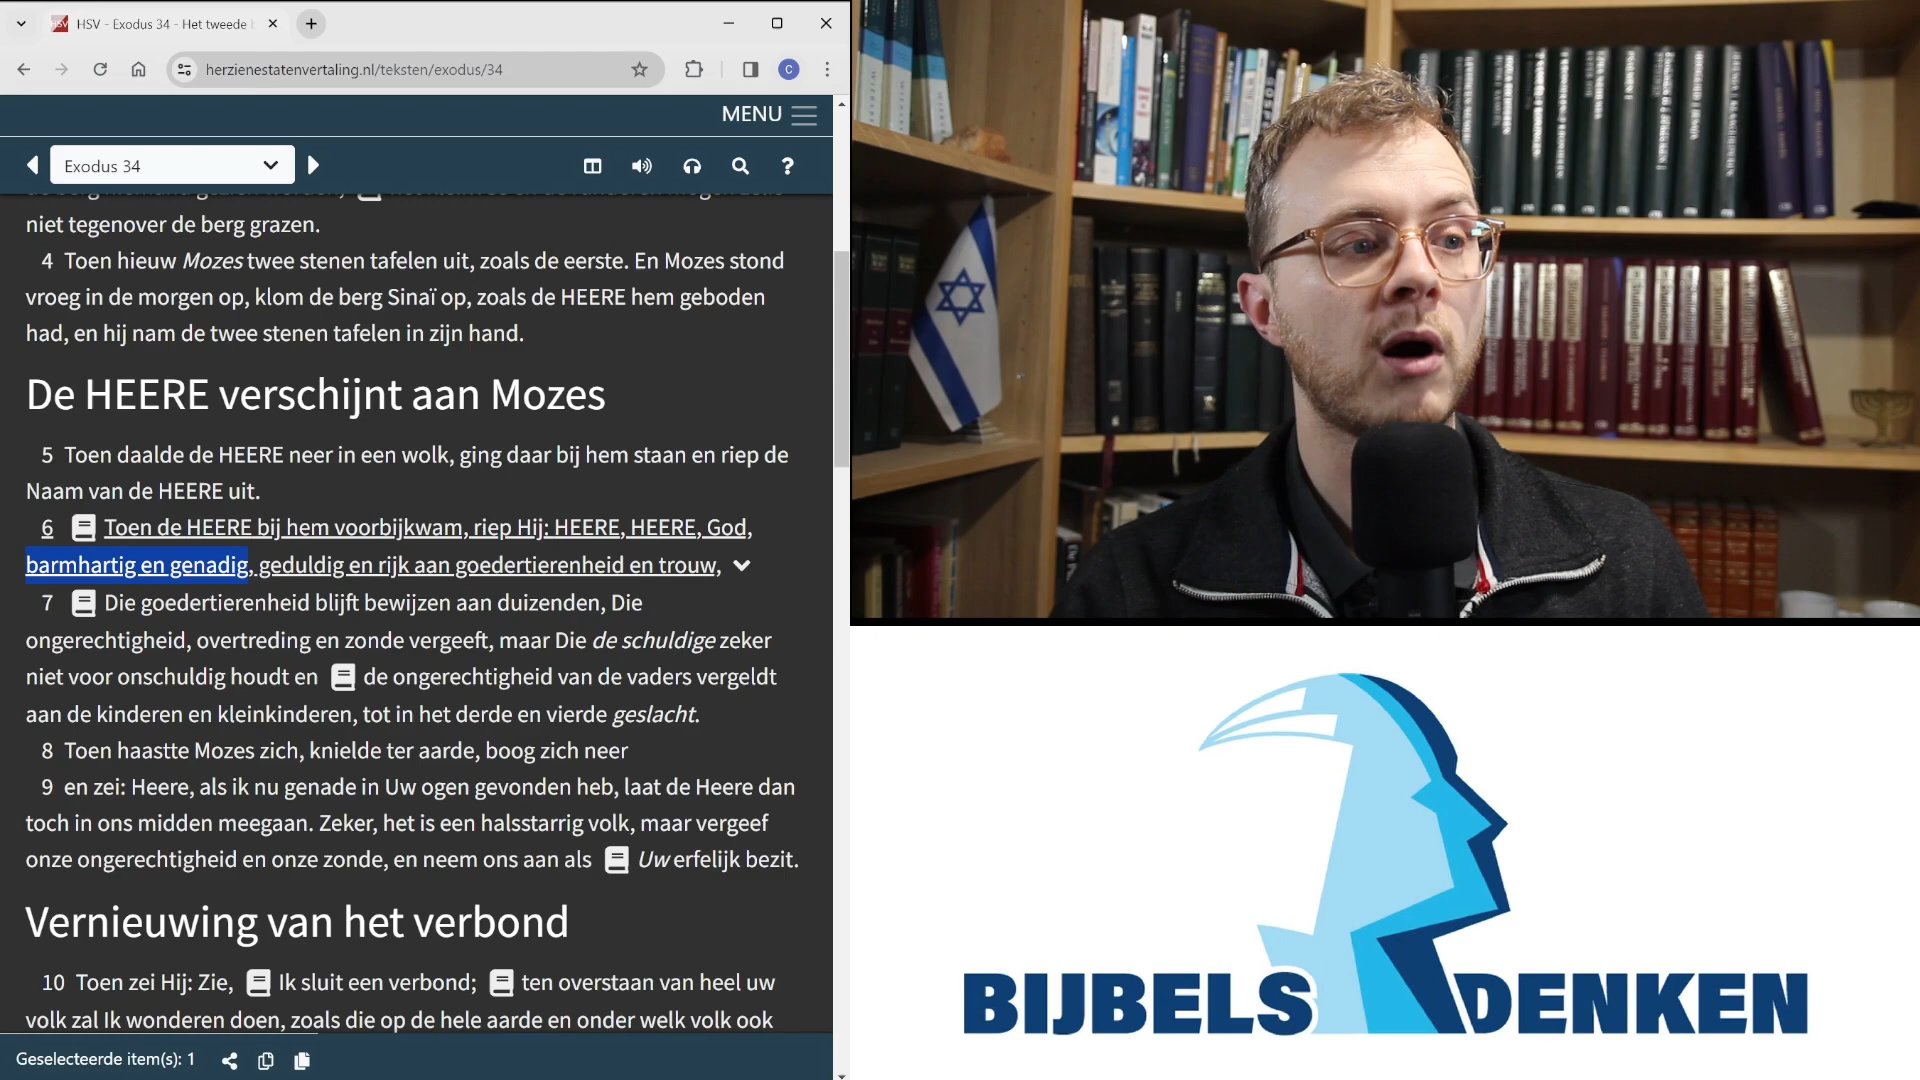 HSV - Exodus 34 - Het tweede
herzienestatenvertaling.nl/teksten/exodus/34
C
MENU
Exodus 34
?
niet tegenover de berg grazen.
4 Toen hieuw Mozes twee stenen tafelen uit, zoals de eerste. En Mozes stond
vroeg in de morgen op, klom de berg Sinaï op, zoals de HEERE hem geboden
had, en hij nam de twee stenen tafelen in zijn hand.
De HEERE verschijnt aan Mozes
5 Toen daalde de HEERE neer in een wolk, ging daar bij hem staan en riep de
Naam van de HEERE uit.
6 Toen de HEERE bij hem voorbijkwam, riep Hij: HEERE, HEERE, God,
barmhartig en genadig, geduldig en rijk aan goedertierenheid en trouw,
7 Die goedertierenheid blijft bewijzen aan duizenden, Die
ongerechtigheid, overtreding en zonde vergeeft, maar Die de schuldige zeker
niet voor onschuldig houdt en de ongerechtigheid van de vaders vergeldt
aan de kinderen en kleinkinderen, tot in het derde en vierde geslacht.
8 Toen haastte Mozes zich, knielde ter aarde, boog zich neer
9 en zei: Heere, als ik nu genade in Uw ogen gevonden heb, laat de Heere dan
toch in ons midden meegaan. Zeker, het is een halsstarrig volk, maar vergeef
onze ongerechtigheid en onze zonde, en neem ons aan als Uw erfelijk bezit.
Vernieuwing van het verbond
10 Toen zei Hij: Zie, Ik sluit een verbond; ten overstaan van heel uw
volk zal Ik wonderen doen, zoals die op de hele aarde en onder welk volk ook
Geselecteerde item(s): 1
BIJBELS DENKEN